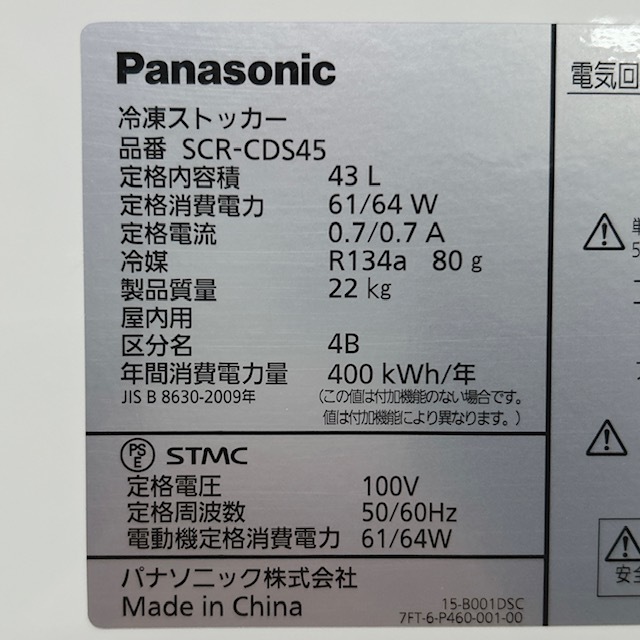 Panasonic
冷凍ストッカー
品番 SCR-CDS45
定格内容積 43 L
定格消費電力 61/64 W
定格電流 0.7/0.7 A
冷媒 R134a 80 g
製品質量 22 kg
屋内用
区分名 4B
年間消費電力量 400 kWh/年
JIS B 8630-2009年 (この値は付加機能のない場合です。
値は付加機能により異なります。)
PS
E STMC
定格電圧 100V
定格周波数 50/60Hz
電動機定格消費電力 61/64W
パナソニック株式会社
Made in China
15-B001DSC
7FT-6-P460-001-00
電気回
安全